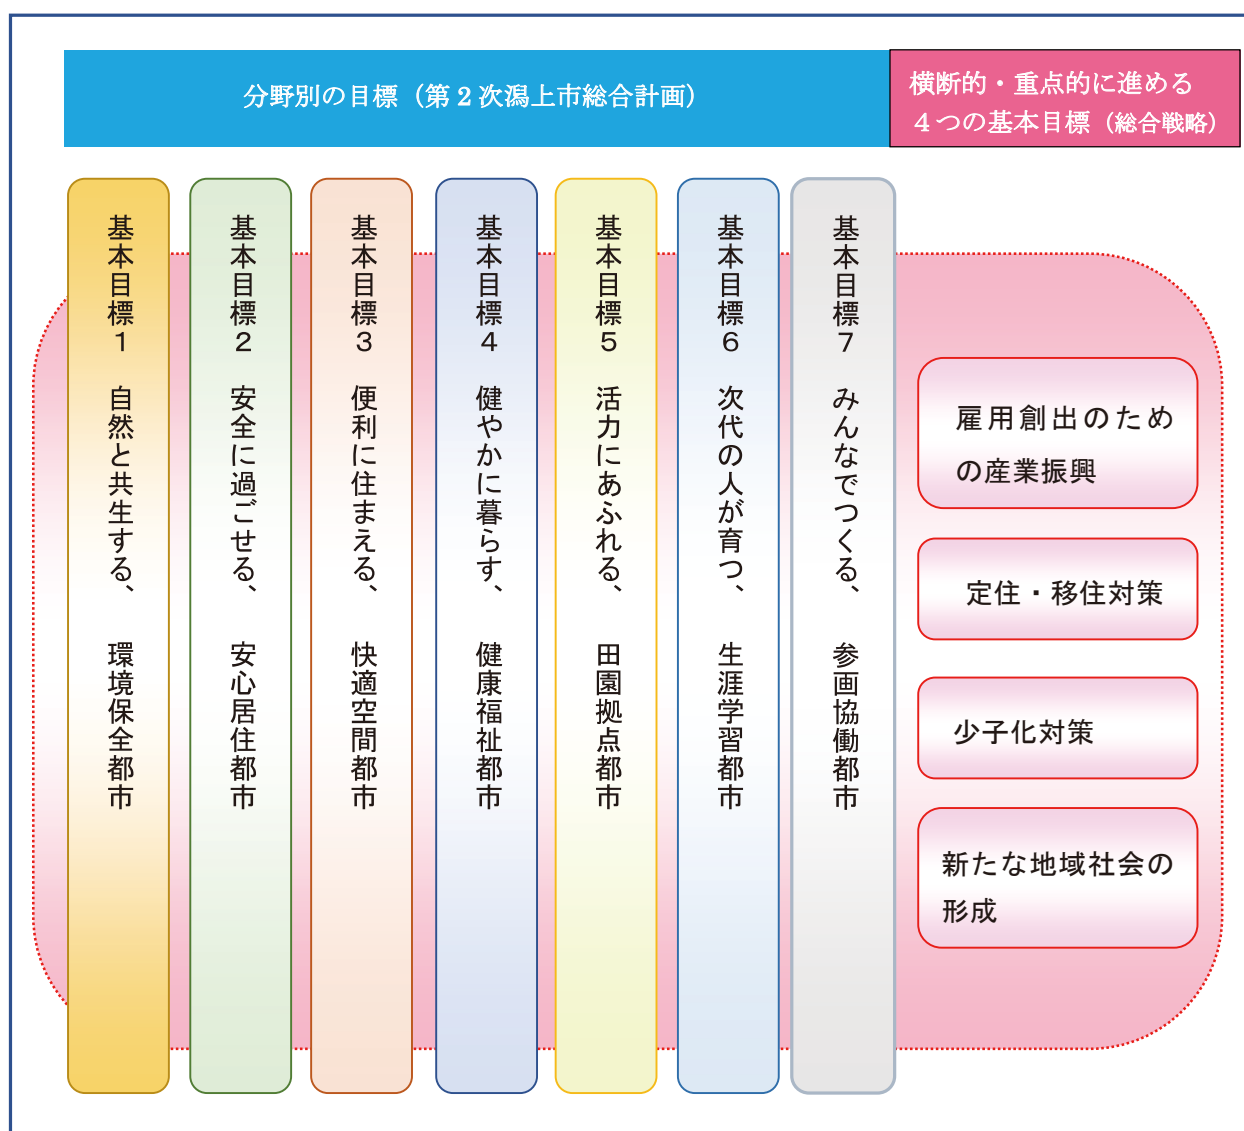 分野別の目標（第２次潟上市総合計画）
横断的・重点的に進める
４つの基本目標（総合戦略）
基本目標１　自然と共生する、　環境保全都市
基本目標２　安全に過ごせる、　安心居住都市
基本目標３　便利に住まえる、　快適空間都市
基本目標４　健やかに暮らす、　健康福祉都市
基本目標５　活力にあふれる、　田園拠点都市
基本目標６　次代の人が育つ、　生涯学習都市
基本目標７　みんなでつくる、　参画協働都市
雇用創出のため
の産業振興
定住・移住対策
少子化対策
新たな地域社会の
形成